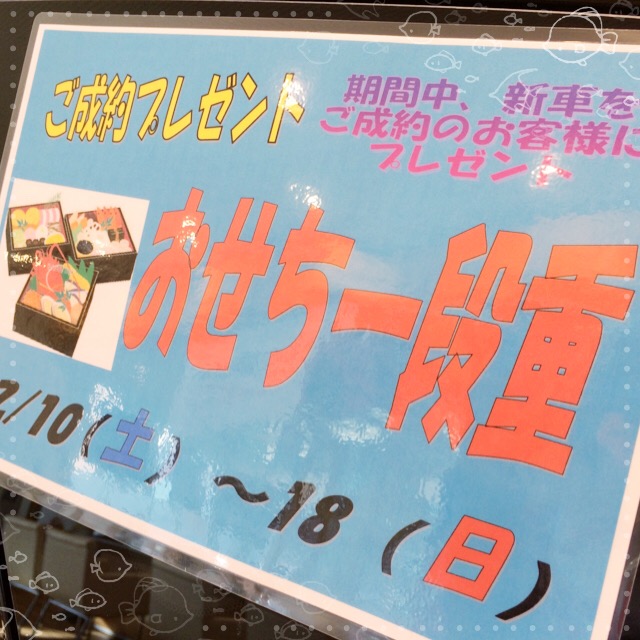 ご成約プレゼント
期間中、新車を
ご成約のお客様に
プレゼント
おせち一段重
2/10(土)~18(日)